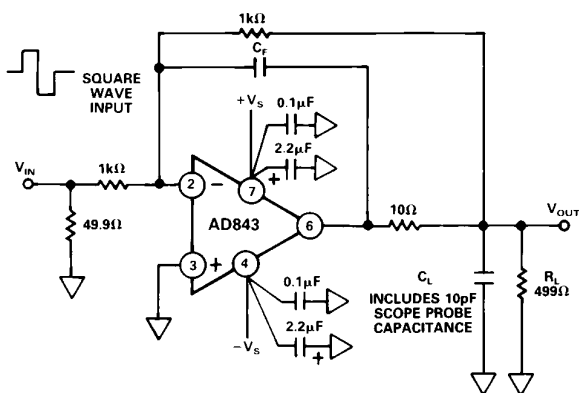 1kΩ
C_F
SQUARE
WAVE
INPUT
+V_S
0.1μF
2.2μF
+
V_IN
1kΩ
2
−
7
49.9Ω
AD843
6
10Ω
V_OUT
3
+
4
0.1μF
2.2μF
+
−V_S
C_L
INCLUDES 10pF
SCOPE PROBE
CAPACITANCE
R_L
499Ω